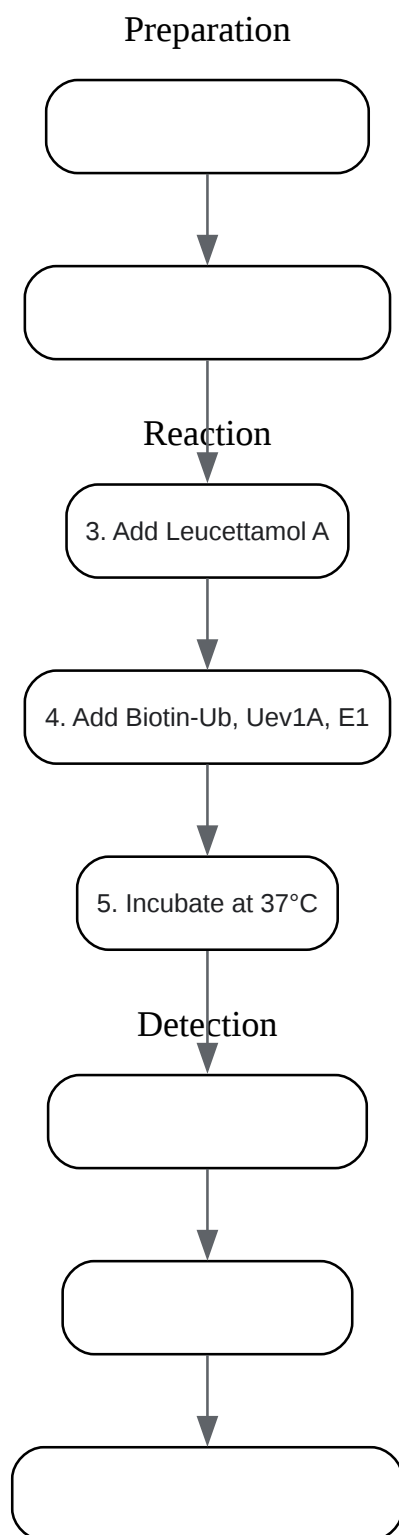 Preparation
Reaction
3. Add Leucettamol A
4. Add Biotin-Ub, Uev1A, E1
5. Incubate at 37°C
Detection